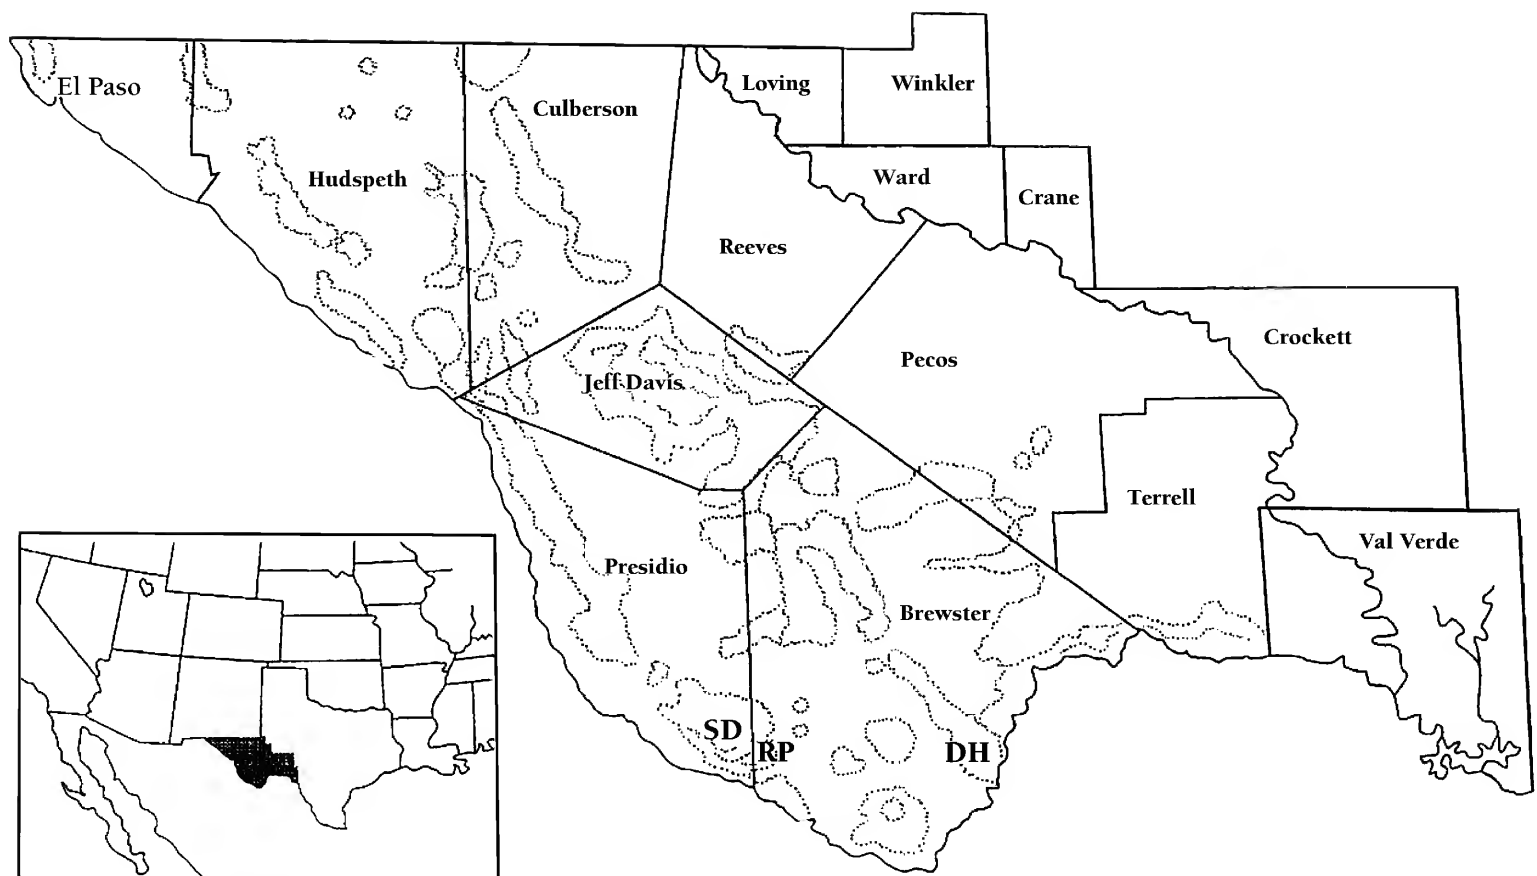 El Paso
Loving
Winkler
Culberson
Hudspeth
Ward
Crane
Reeves
Crockett
Pecos
Jeff Davis
Terrell
Val Verde
Presidio
Brewster
SD
RP
DH